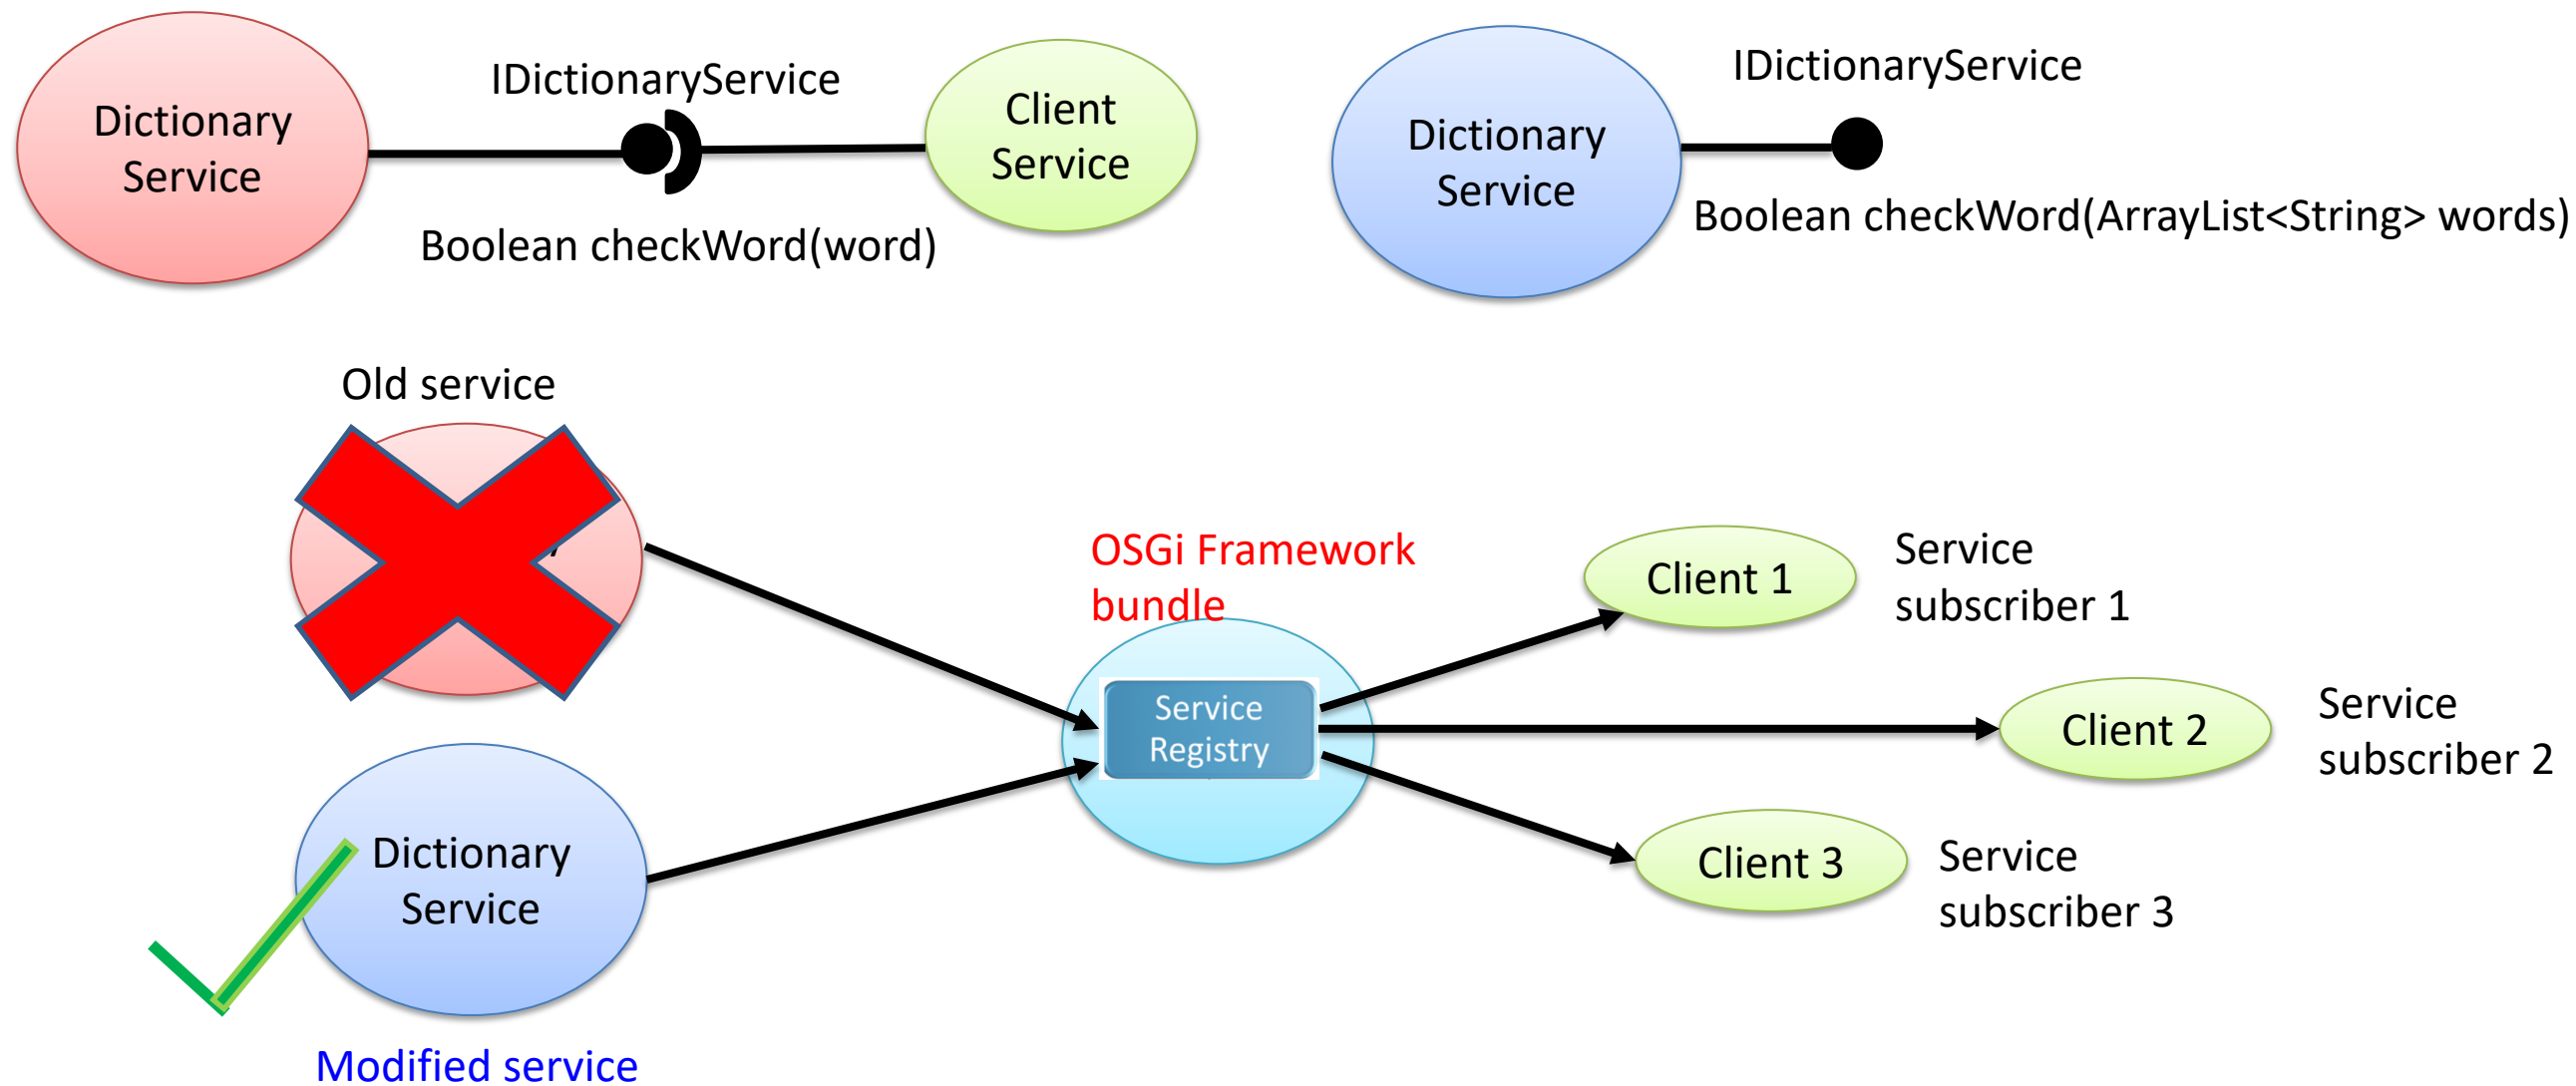 IDictionaryService
Dictionary
Service
Client
Service
Boolean checkWord(word)
IDictionaryService
Dictionary
Service
Boolean checkWord(ArrayList<String> words)
Old service
OSGi Framework
bundle
Service
Registry
Client 1
Service
subscriber 1
Client 2
Service
subscriber 2
Client 3
Service
subscriber 3
Dictionary
Service
Modified service